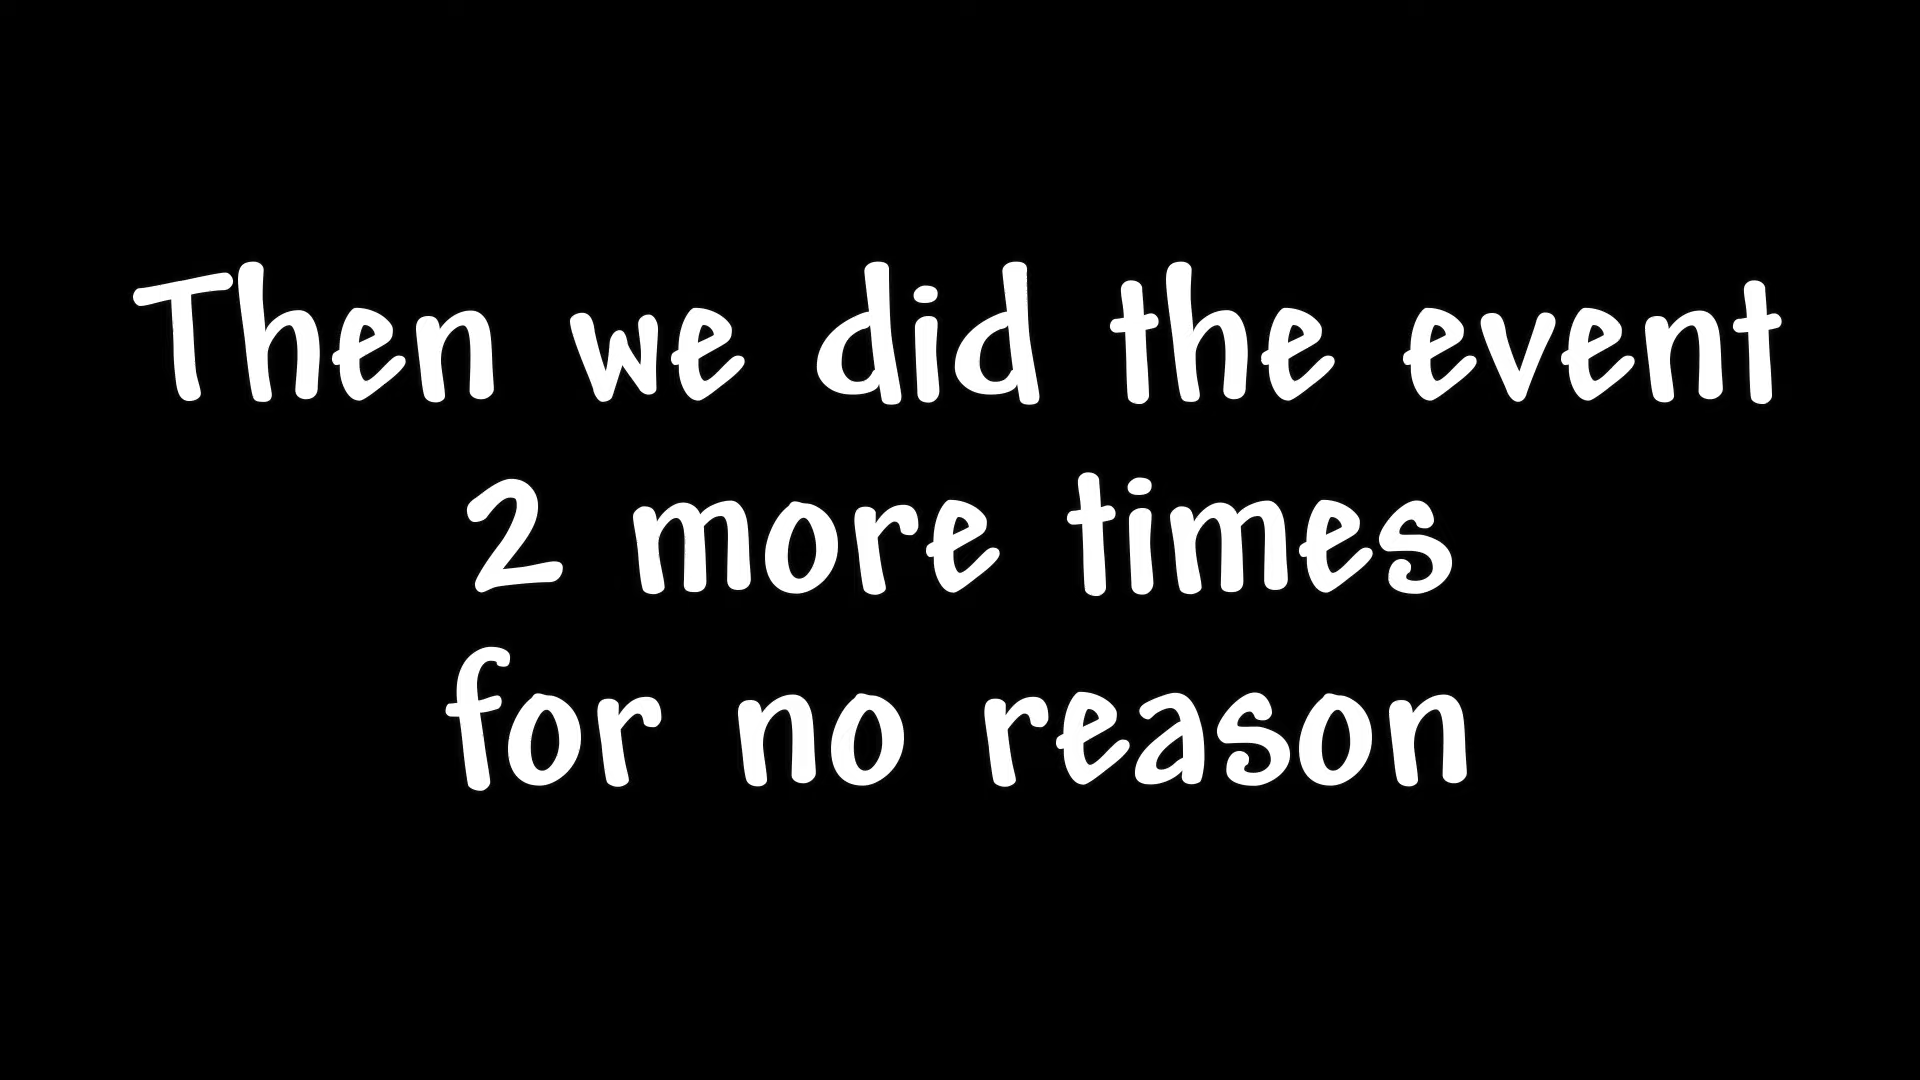 Then we did the event
2 more times
for no reason